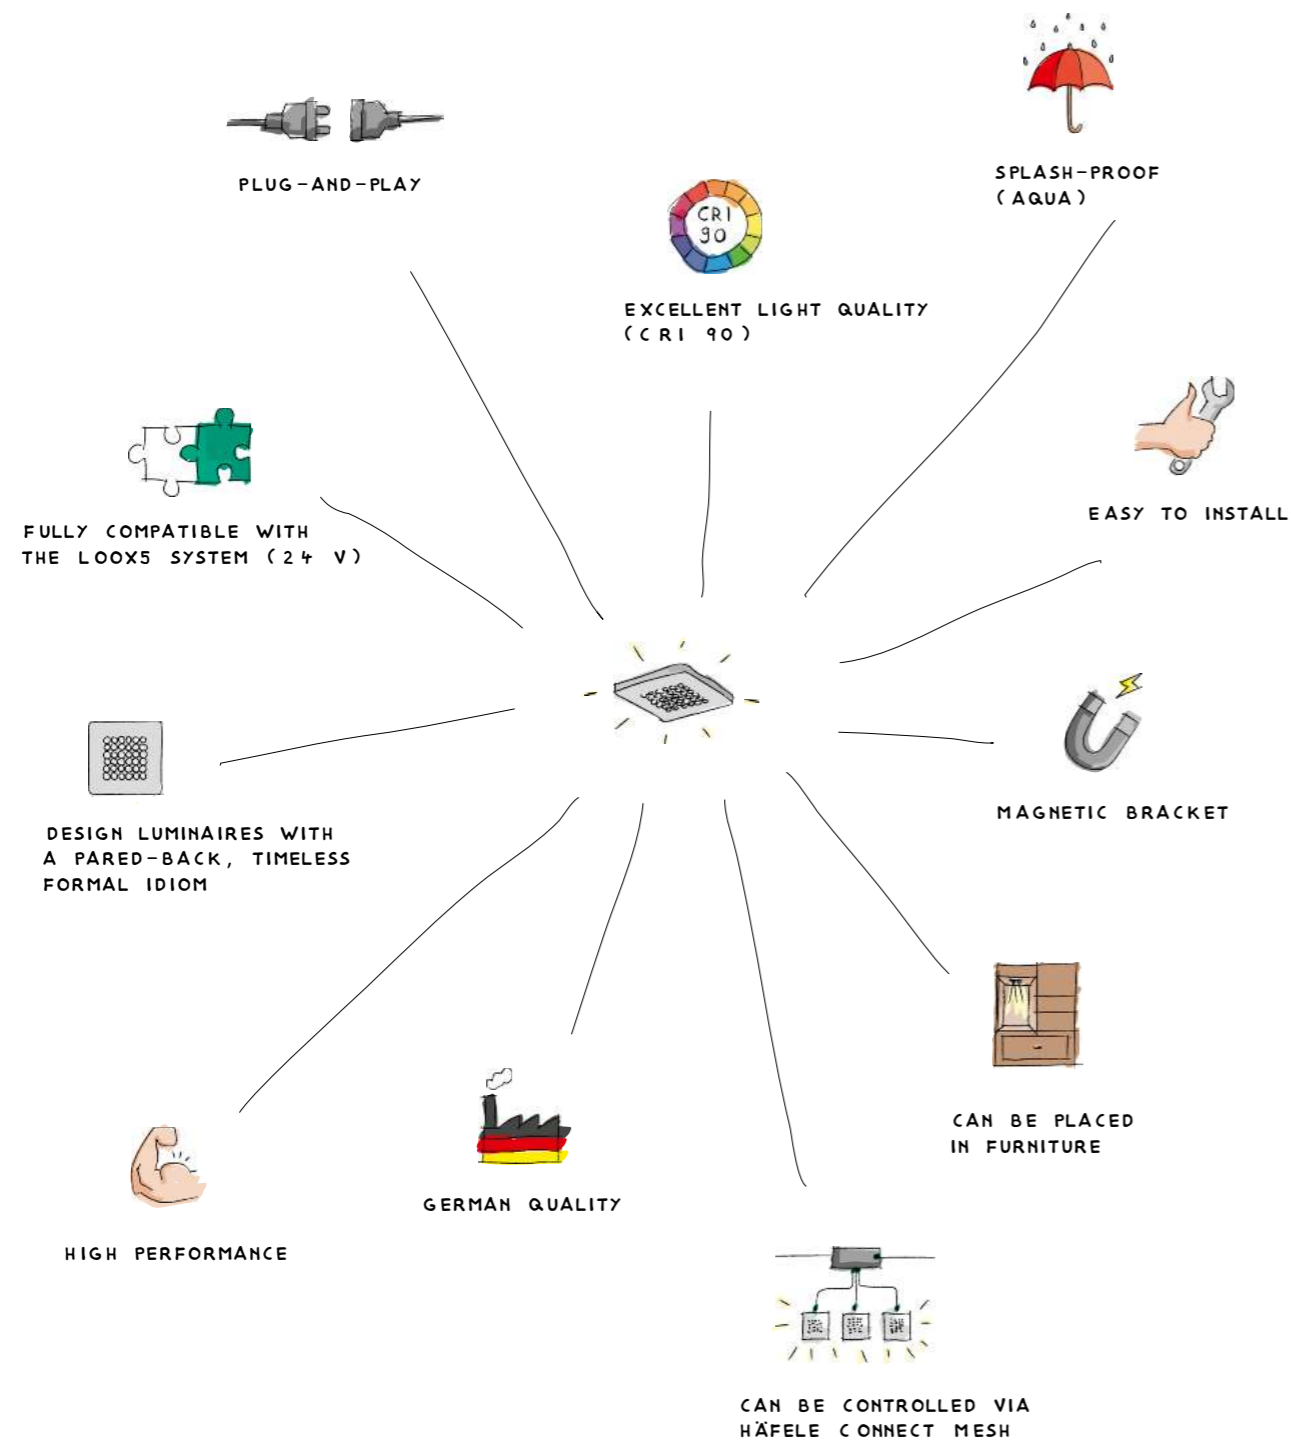 PLUG-AND-PLAY
SPLASH-PROOF
(AQUA)
CRI
90
EXCELLENT LIGHT QUALITY
(CRI 90)
FULLY COMPATIBLE WITH
THE LOOX5 SYSTEM (24 V)
EASY TO INSTALL
DESIGN LUMINAIRES WITH
A PARED-BACK, TIMELESS
FORMAL IDIOM
MAGNETIC BRACKET
CAN BE PLACED
IN FURNITURE
GERMAN QUALITY
HIGH PERFORMANCE
CAN BE CONTROLLED VIA
HÄFELE CONNECT MESH